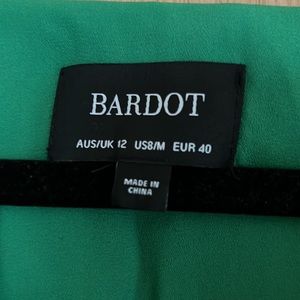 BARDOT
AUS/UK 12 US8/M EUR 40
MADE IN
CHINA